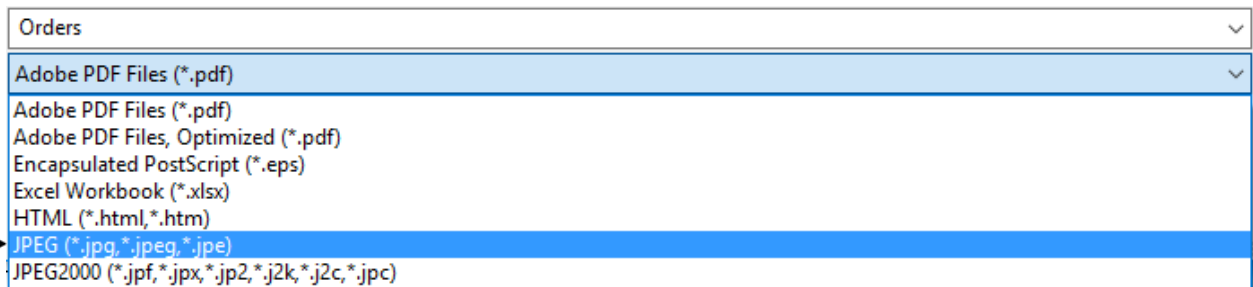 Orders
Adobe PDF Files (*.pdf)
Adobe PDF Files (*.pdf)
Adobe PDF Files, Optimized (*.pdf)
Encapsulated PostScript (*.eps)
Excel Workbook (*.xlsx)
HTML (*.html,*.htm)
JPEG (*.jpg,*.jpeg,*.jpe)
JPEG2000 (*.jpf,*.jpx,*.jp2,*.j2k,*.j2c,*.jpc)